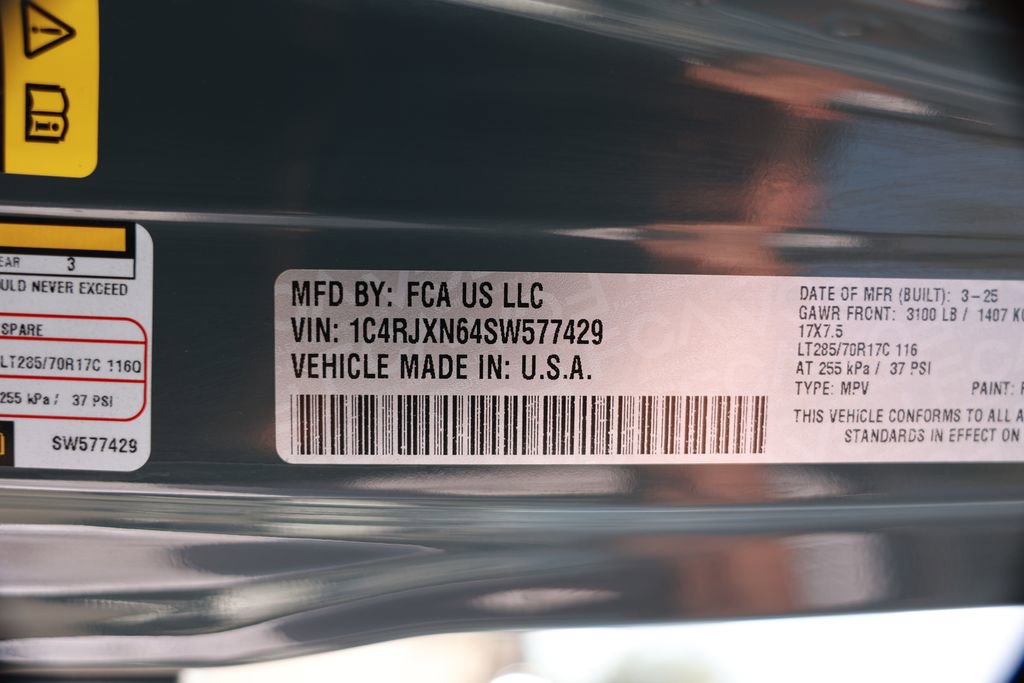 EAR 3
ULD NEVER EXCEED
SPARE
LT285/70R17C 116Q
255 kPa / 37 PSI
SW577429
MFD BY: FCA US LLC
VIN: 1C4RJXN64SW577429
VEHICLE MADE IN: U.S.A.
DATE OF MFR (BUILT): 3-25
GAWR FRONT: 3100 LB / 1407 K
17X7.5
LT285/70R17C 116
AT 255 kPa / 37 PSI
TYPE: MPV PAINT:
THIS VEHICLE CONFORMS TO ALL A
STANDARDS IN EFFECT ON